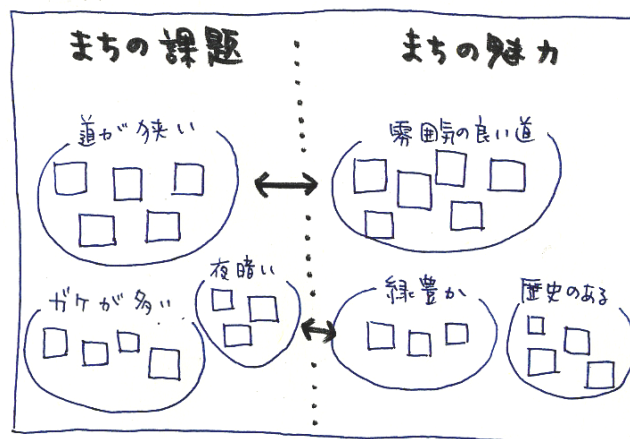 まちの課題
まちの魅力
道が狭い
雰囲気の良い道
夜暗い
ガケが多い
緑豊か
歴史のある